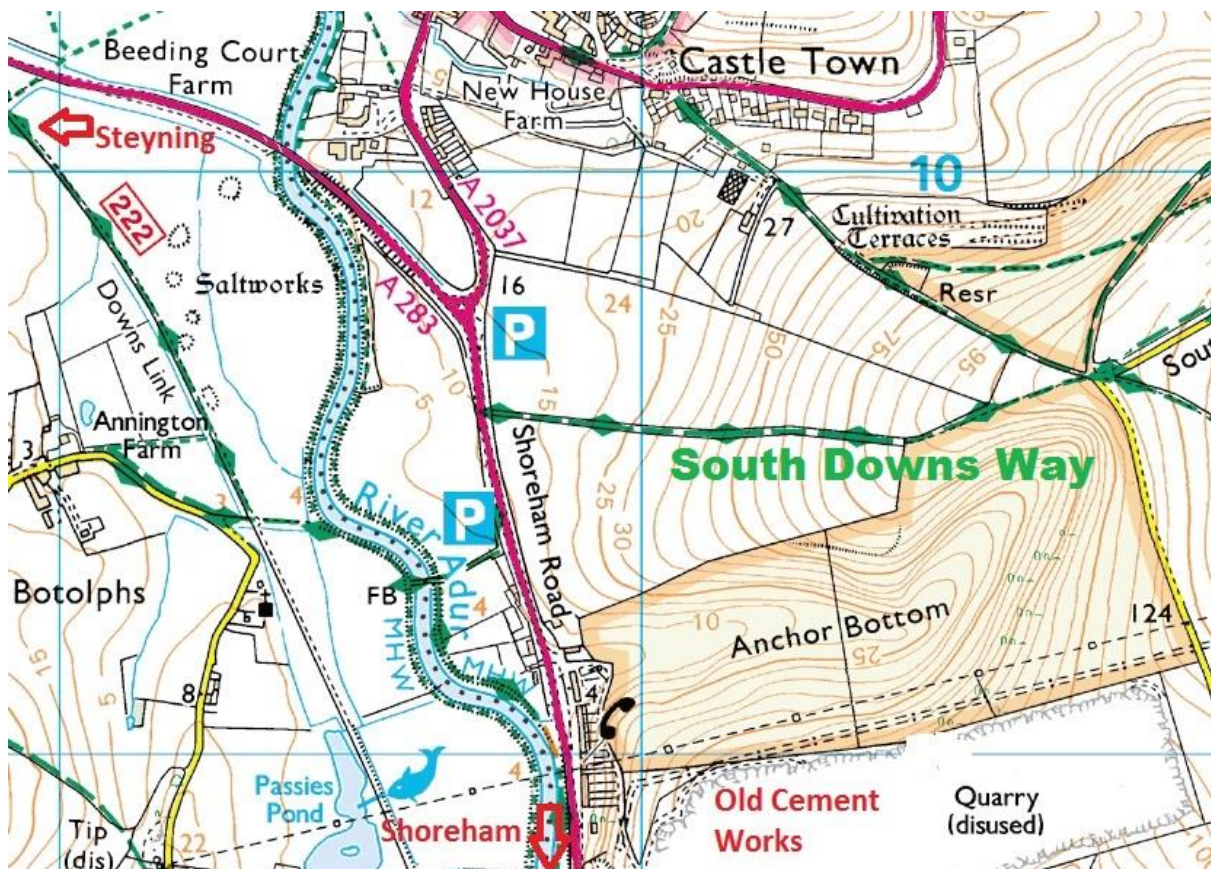 Beeding Court
Farm
Castle Town
New House
Farm
5
Steyning
222
A 2037
12
10
20
27
Cultivation
Terraces
Saltworks
A 283
16
24
25
Resr
Downs Link
P
10
5
15
50
75
95
Sout
Annington
Farm
3
3
4
Shoreham Road
South Downs Way
River Adur
P
25
30
Botolphs
FB
4
MHW
MHW
10
Anchor Bottom
25
124
15
5
8
4
Passies
Pond
4
Shoreham
Old Cement
Works
Quarry
(disused)
Tip
(dis)
22